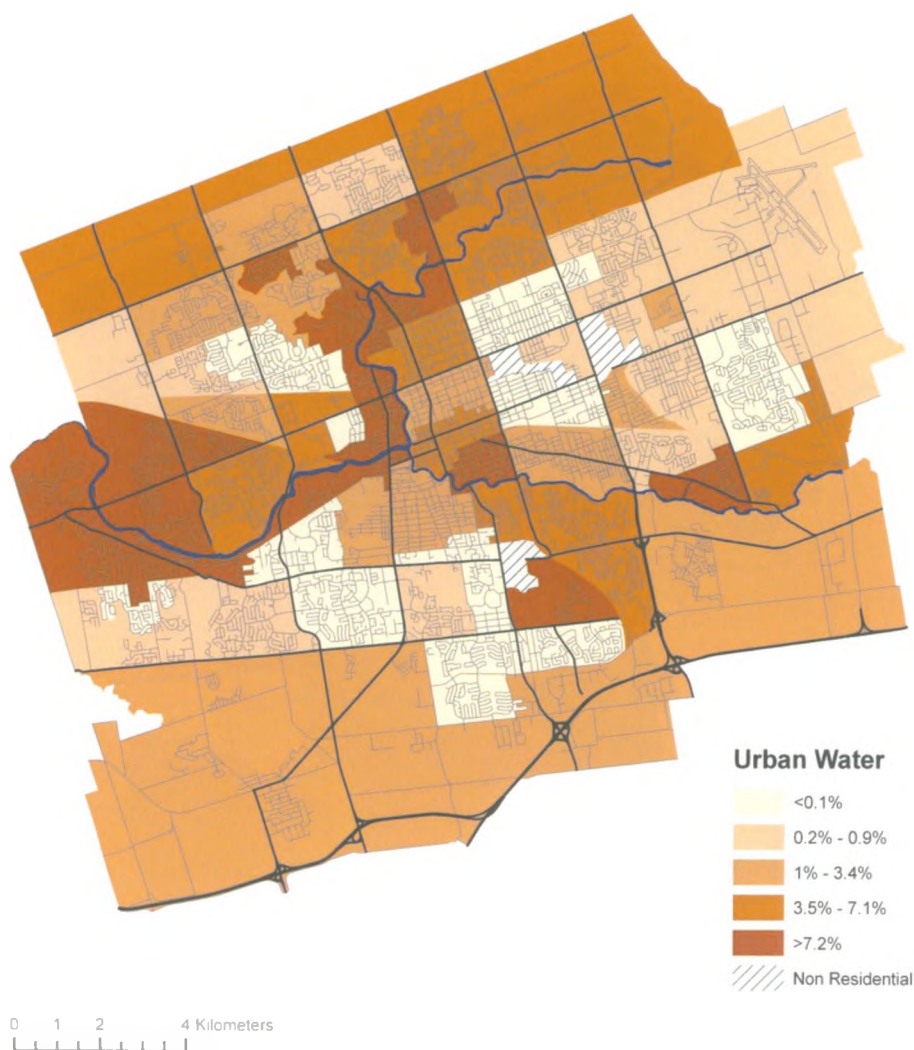 Urban Water
<0.1%
0.2% - 0.9%
1% - 3.4%
3.5% - 7.1%
>7.2%
Non Residential
0 1 2 4 Kilometers